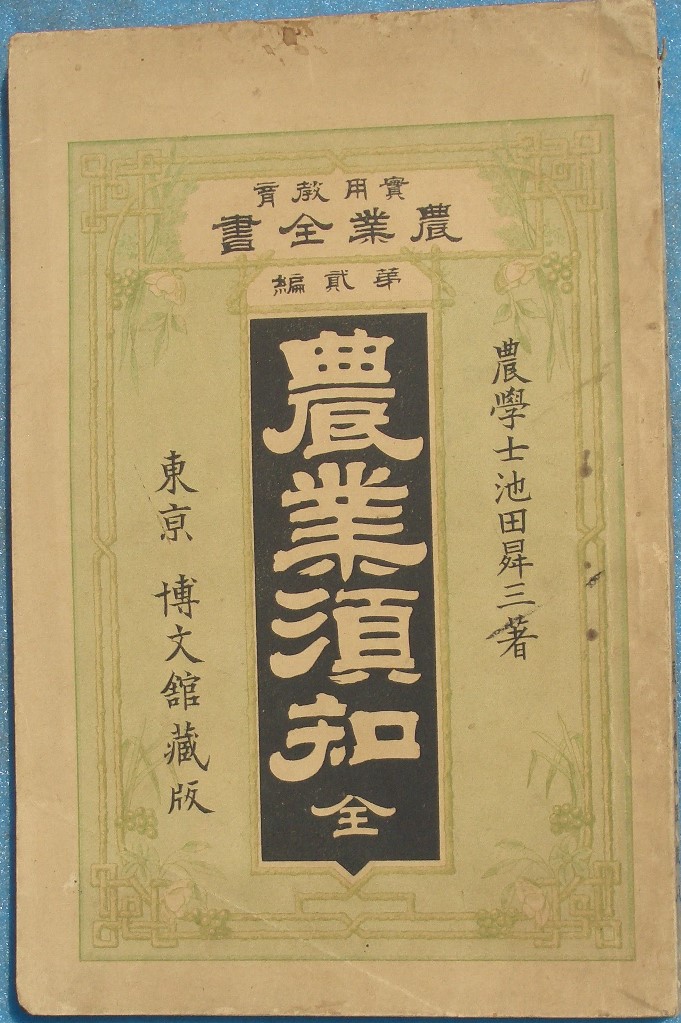 實用教育
農業全書
第貳編
農學士池田昇三著
農業須知 全
東京 博文館藏版